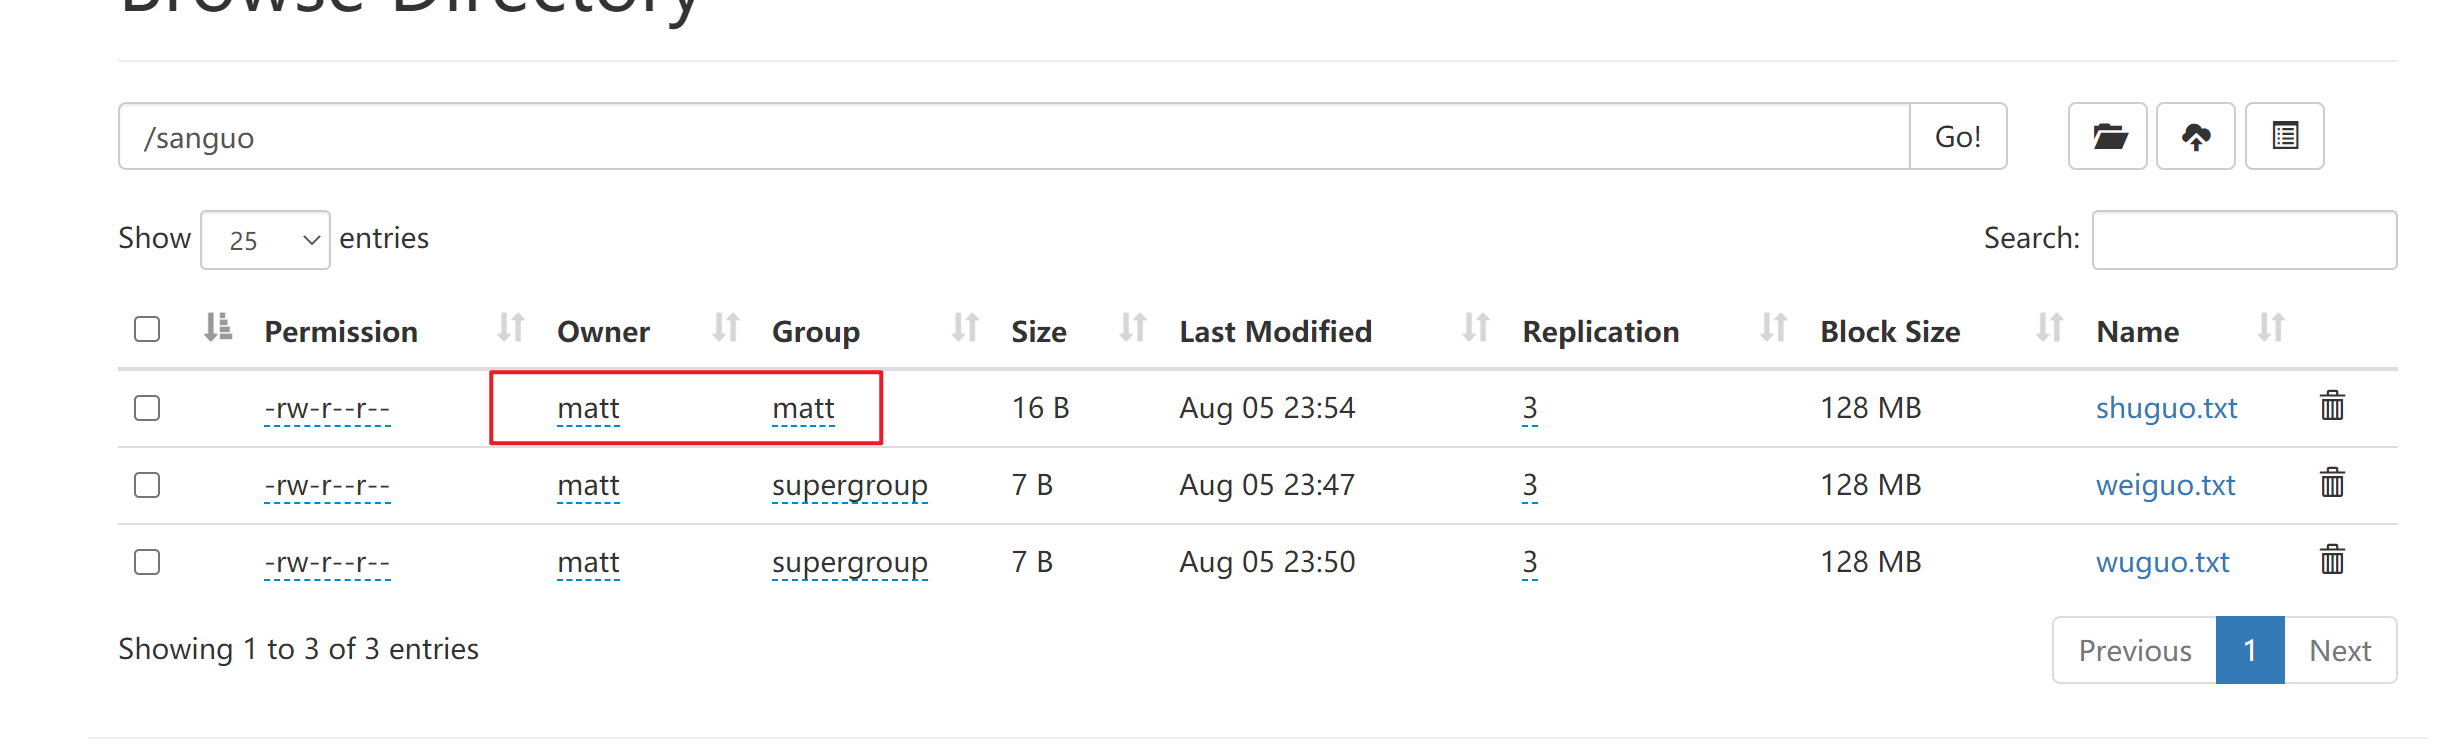 Browse Directory
/sanguo Go!
Show 25 entries Search:
Permission Owner Group Size Last Modified Replication Block Size Name
-rw-r--r-- matt matt 16 B Aug 05 23:54 3 128 MB shuguo.txt
-rw-r--r-- matt supergroup 7 B Aug 05 23:47 3 128 MB weiguo.txt
-rw-r--r-- matt supergroup 7 B Aug 05 23:50 3 128 MB wuguo.txt
Showing 1 to 3 of 3 entries Previous 1 Next